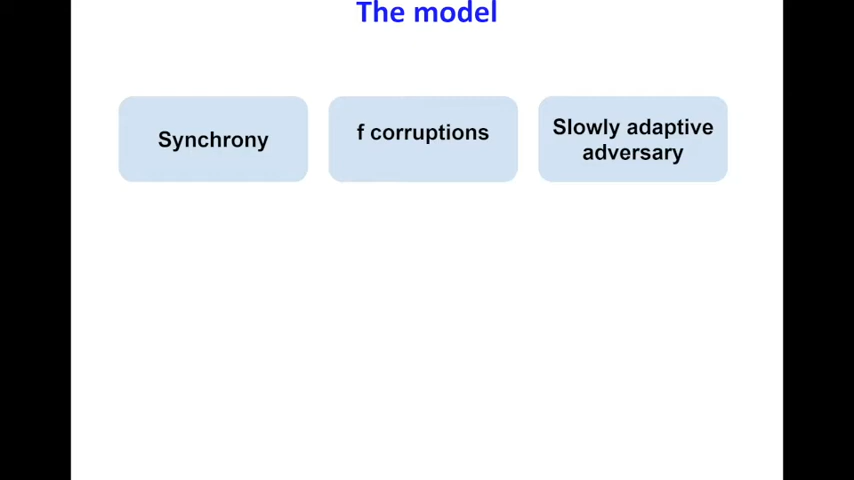 The model
Synchrony
f corruptions
Slowly adaptive
adversary